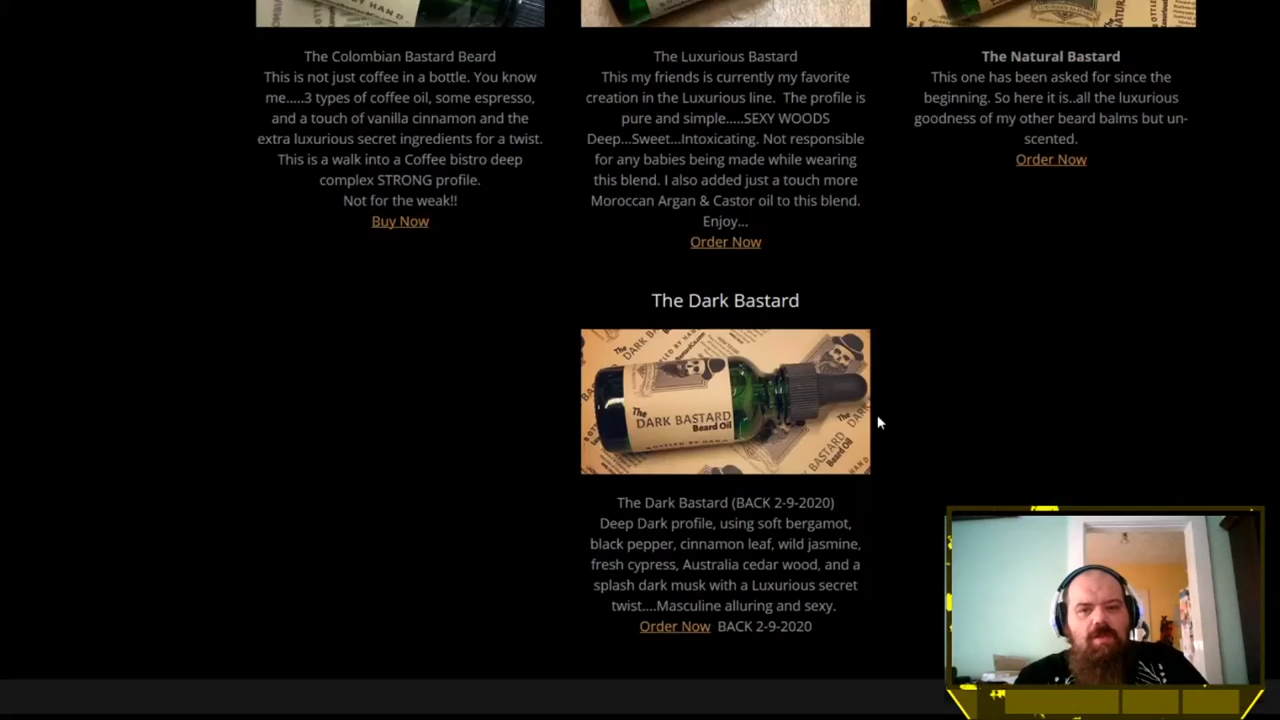 The Colombian Bastard Beard
This is not just coffee in a bottle. You know
me.....3 types of coffee oil, some espresso,
and a touch of vanilla cinnamon and the
extra luxurious secret ingredients for a twist.
This is a walk into a Coffee bistro deep
complex STRONG profile.
Not for the weak!!
Buy Now
The Luxurious Bastard
This my friends is currently my favorite
creation in the Luxurious line. The profile is
pure and simple.....SEXY WOODS
Deep...Sweet...Intoxicating. Not responsible
for any babies being made while wearing
this blend. I also added just a touch more
Moroccan Argan & Castor oil to this blend.
Enjoy...
Order Now
The Natural Bastard
This one has been asked for since the
beginning. So here it is..all the luxurious
goodness of my other beard balms but un-
scented.
Order Now
The Dark Bastard
The
DARK BASTARD
Beard Oil
BOTTLED BY HAND
The Dark Bastard (BACK 2-9-2020)
Deep Dark profile, using soft bergamot,
black pepper, cinnamon leaf, wild jasmine,
fresh cypress, Australia cedar wood, and a
splash dark musk with a Luxurious secret
twist....Masculine alluring and sexy.
Order Now BACK 2-9-2020